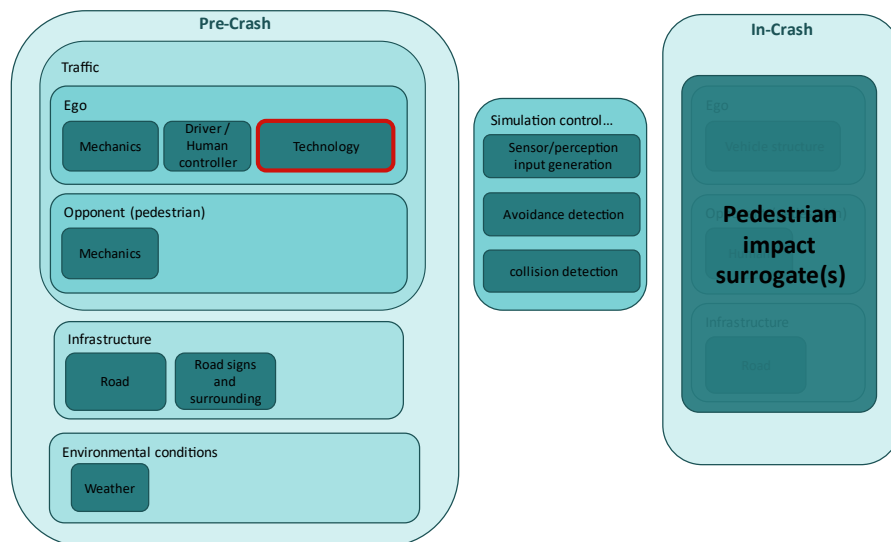 Pre-Crash
Traffic
Ego
Mechanics
Driver /
Human
controller
Technology
Opponent (pedestrian)
Mechanics
Infrastructure
Road
Road signs
and
surrounding
Environmental conditions
Weather
Simulation control...
Sensor/perception
input generation
Avoidance detection
collision detection
In-Crash
Ego
Vehicle structure
Pedestrian
impact
surrogate(s)
Infrastructure
Road